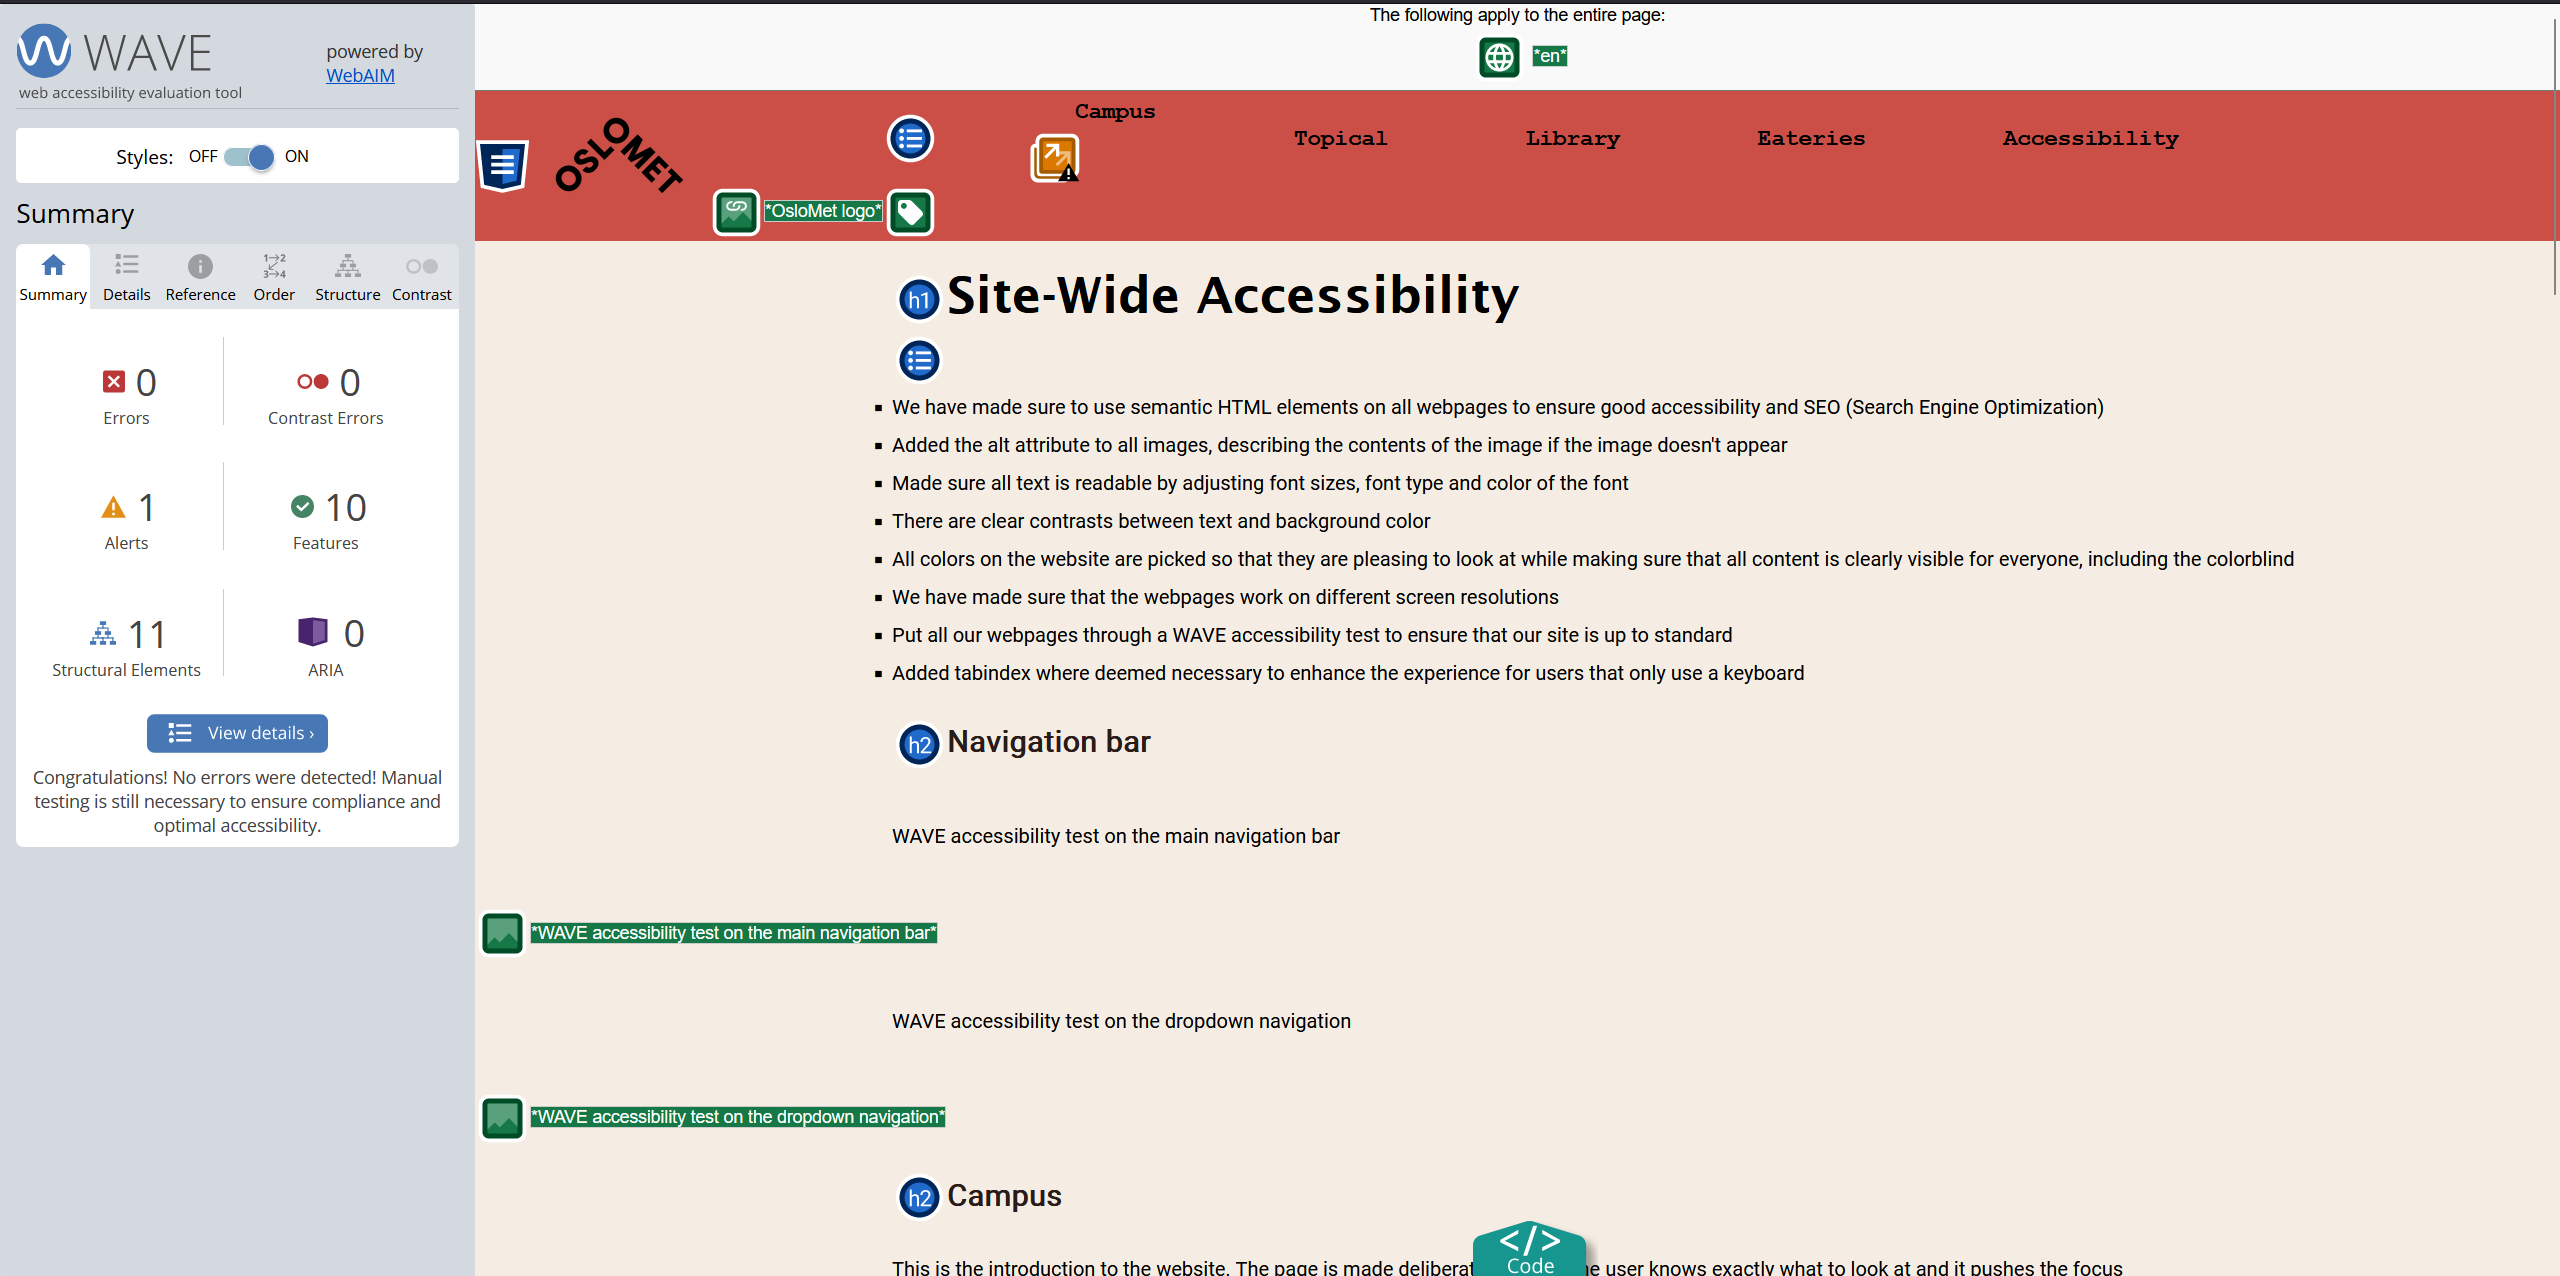 WAVE
powered by
WebAIM
web accessibility evaluation tool
Styles: OFF ON
Summary
Summary Details Reference Order Structure Contrast
0
Errors
0
Contrast Errors
1
Alerts
10
Features
11
Structural Elements
0
ARIA
View details ›
Congratulations! No errors were detected! Manual
testing is still necessary to ensure compliance and
optimal accessibility.
The following apply to the entire page:
*en*
OSLOMET
*OsloMet logo*
Campus
Topical
Library
Eateries
Accessibility
h1 Site-Wide Accessibility
We have made sure to use semantic HTML elements on all webpages to ensure good accessibility and SEO (Search Engine Optimization)
Added the alt attribute to all images, describing the contents of the image if the image doesn't appear
Made sure all text is readable by adjusting font sizes, font type and color of the font
There are clear contrasts between text and background color
All colors on the website are picked so that they are pleasing to look at while making sure that all content is clearly visible for everyone, including the colorblind
We have made sure that the webpages work on different screen resolutions
Put all our webpages through a WAVE accessibility test to ensure that our site is up to standard
Added tabindex where deemed necessary to enhance the experience for users that only use a keyboard
h2 Navigation bar
WAVE accessibility test on the main navigation bar
*WAVE accessibility test on the main navigation bar*
WAVE accessibility test on the dropdown navigation
*WAVE accessibility test on the dropdown navigation*
h2 Campus
</> Code
This is the introduction to the website. The page is made user knows exactly what to look at and it pushes the focus